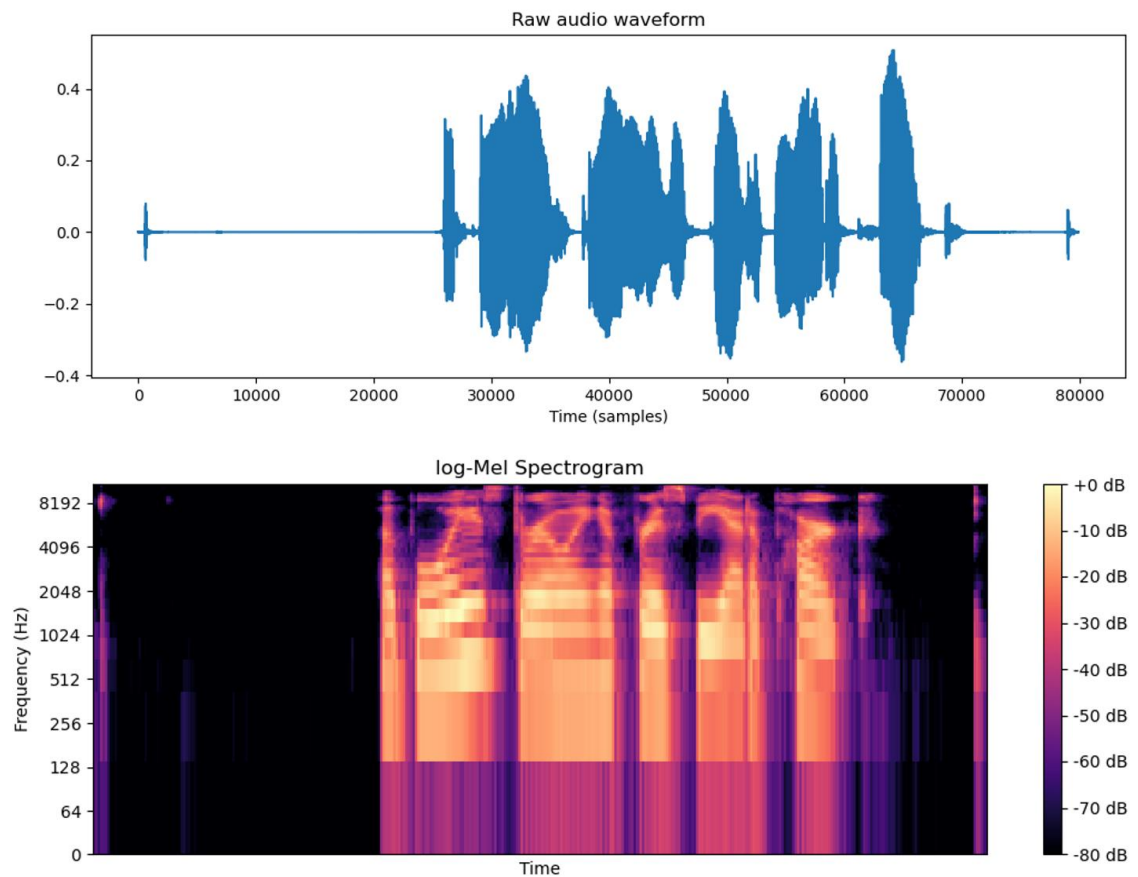 Raw audio waveform
0.4
0.2
0.0
−0.2
−0.4
0 10000 20000 30000 40000 50000 60000 70000 80000
Time (samples)
log-Mel Spectrogram
Frequency (Hz)
8192
4096
2048
1024
512
256
128
64
0
Time
+0 dB
-10 dB
-20 dB
-30 dB
-40 dB
-50 dB
-60 dB
-70 dB
-80 dB